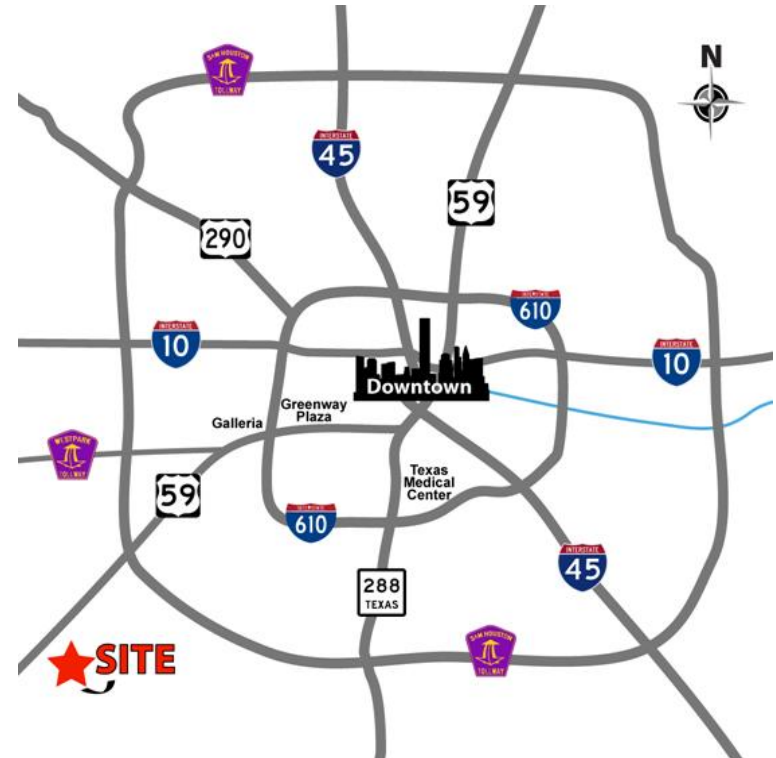 SAM HOUSTON
TOLLWAY
N
INTERSTATE
45
59
290
INTERSTATE
610
INTERSTATE
10
INTERSTATE
10
Downtown
Greenway
Plaza
Galleria
WESTPARK
TOLLWAY
Texas
Medical
Center
59
INTERSTATE
610
INTERSTATE
45
288
TEXAS
SAM HOUSTON
TOLLWAY
SITE